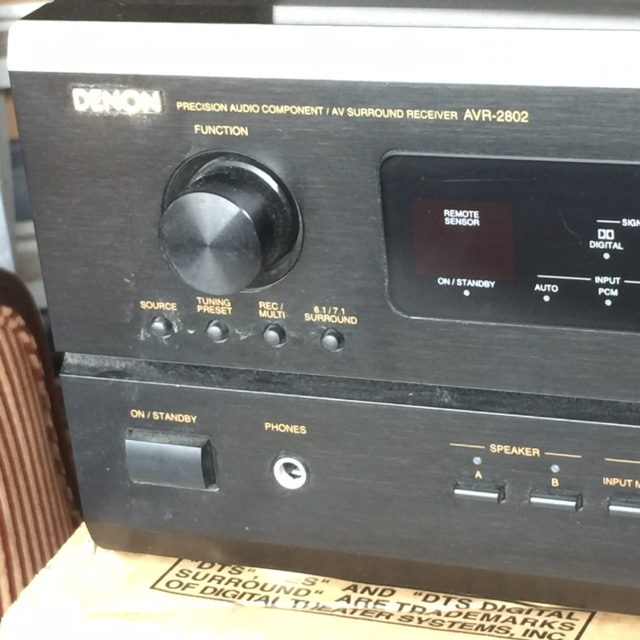 DENON PRECISION AUDIO COMPONENT / AV SURROUND RECEIVER AVR-2802
FUNCTION
REMOTE
SENSOR
DIGITAL
ON / STANDBY
AUTO
INPUT
PCM
SOURCE
TUNING
PRESET
REC /
MULTI
6.1 / 7.1
SURROUND
ON / STANDBY
PHONES
SPEAKER
A
B
INPUT
"DTS" AND "DTS DIGITAL
SURROUND" ARE TRADEMARKS
OF DIGITAL THEATER SYSTEMS, INC.